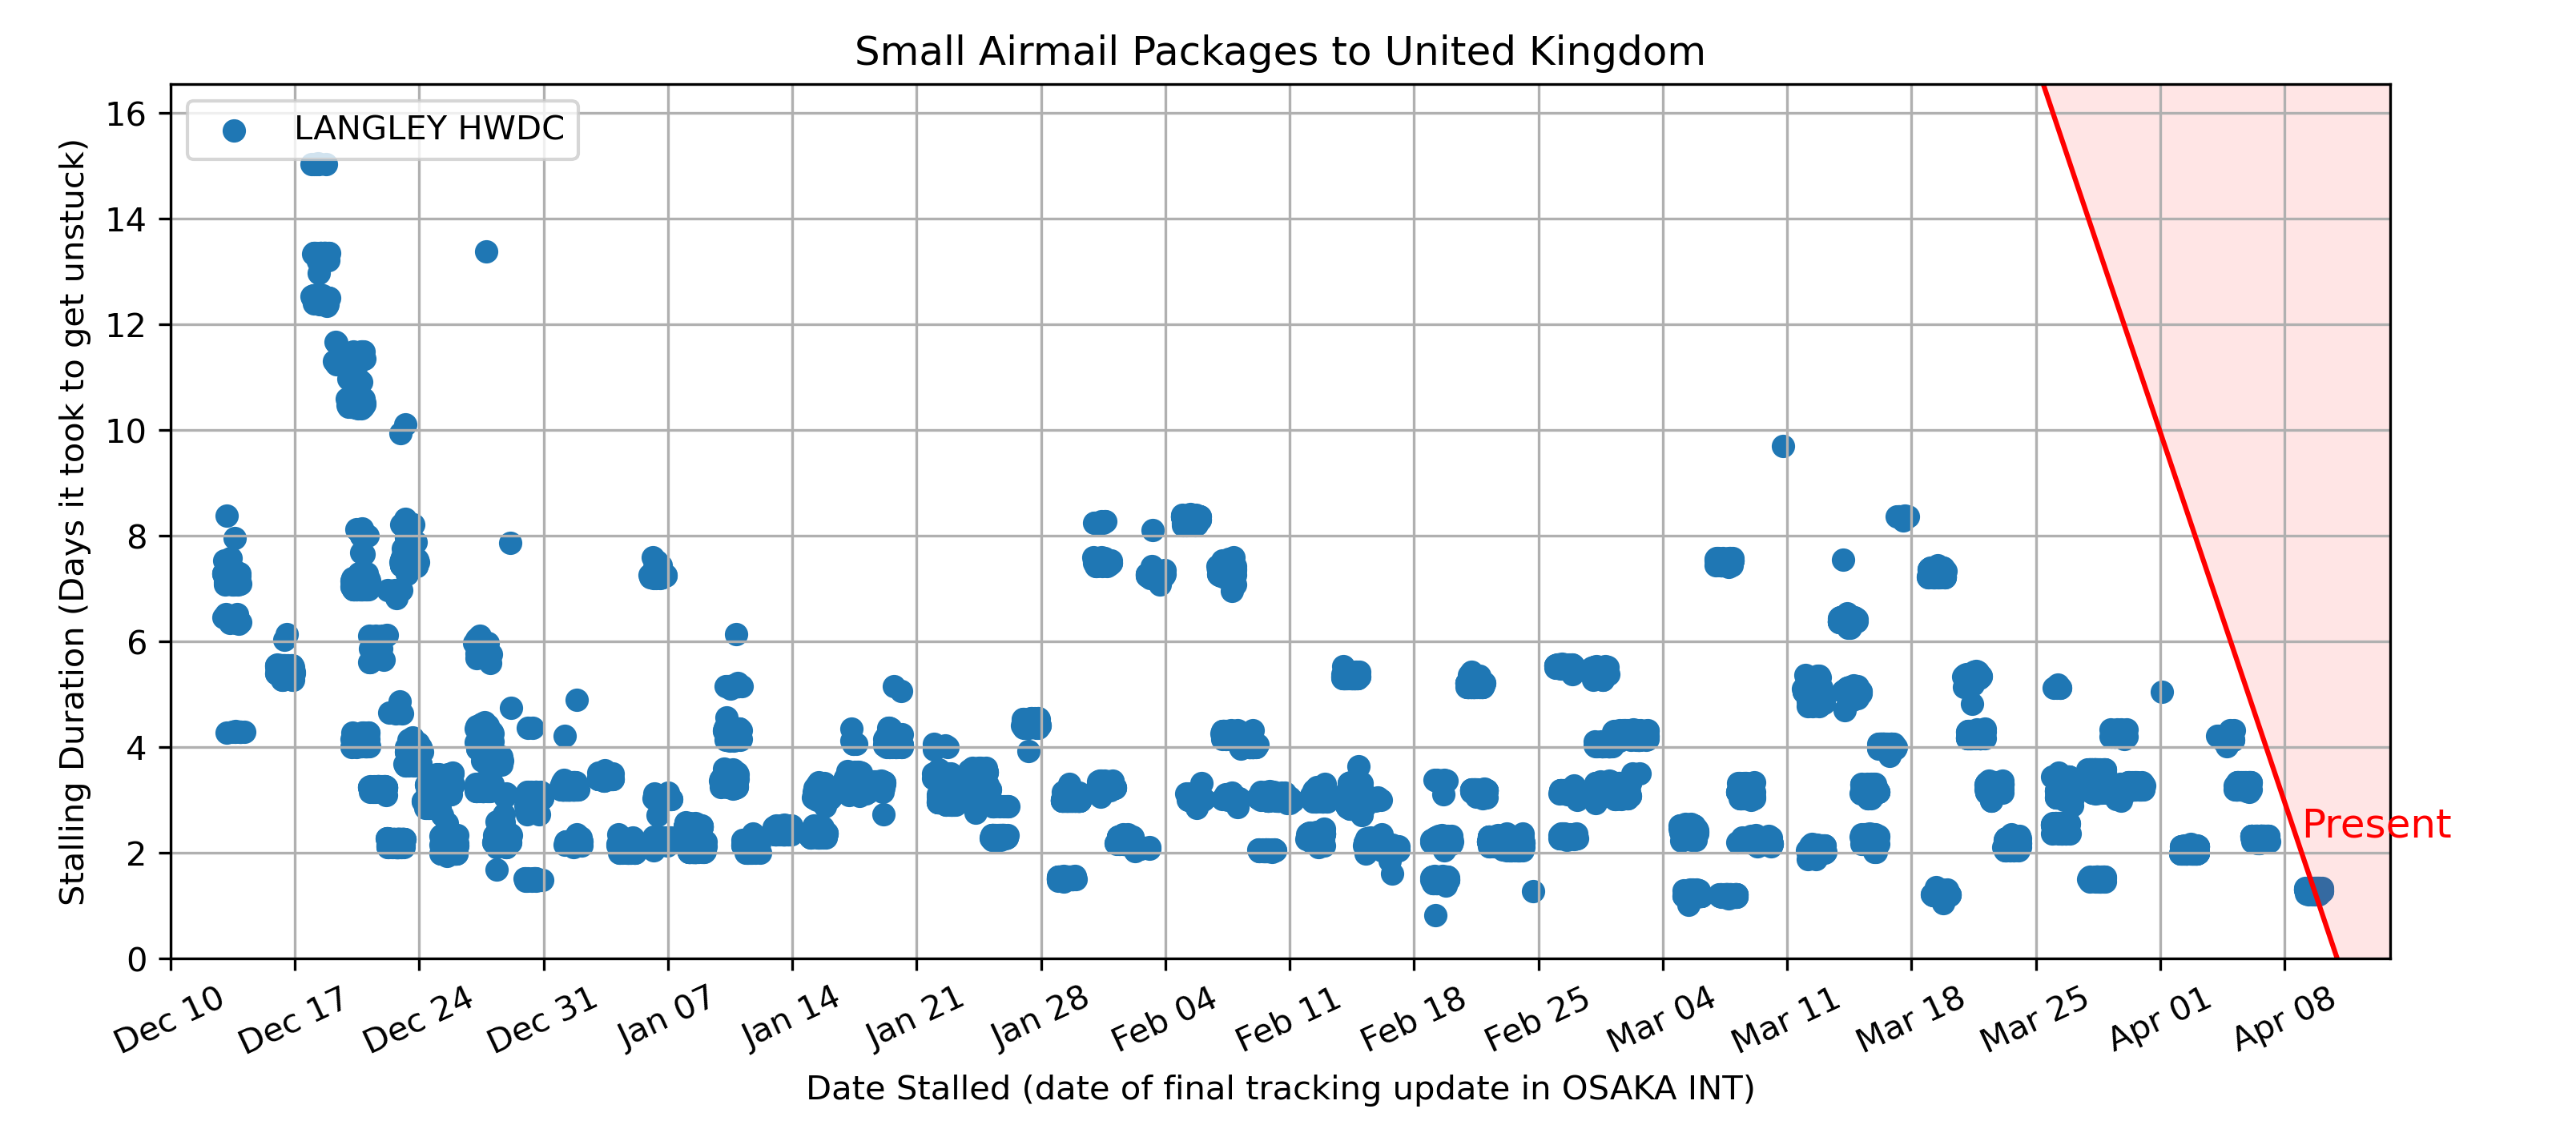 Small Airmail Packages to United Kingdom
LANGLEY HWDC
Stalling Duration (Days it took to get unstuck)
16
14
12
10
8
6
4
2
0
Present
Dec 10
Dec 17
Dec 24
Dec 31
Jan 07
Jan 14
Jan 21
Jan 28
Feb 04
Feb 11
Feb 18
Feb 25
Mar 04
Mar 11
Mar 18
Mar 25
Apr 01
Apr 08
Date Stalled (date of final tracking update in OSAKA INT)